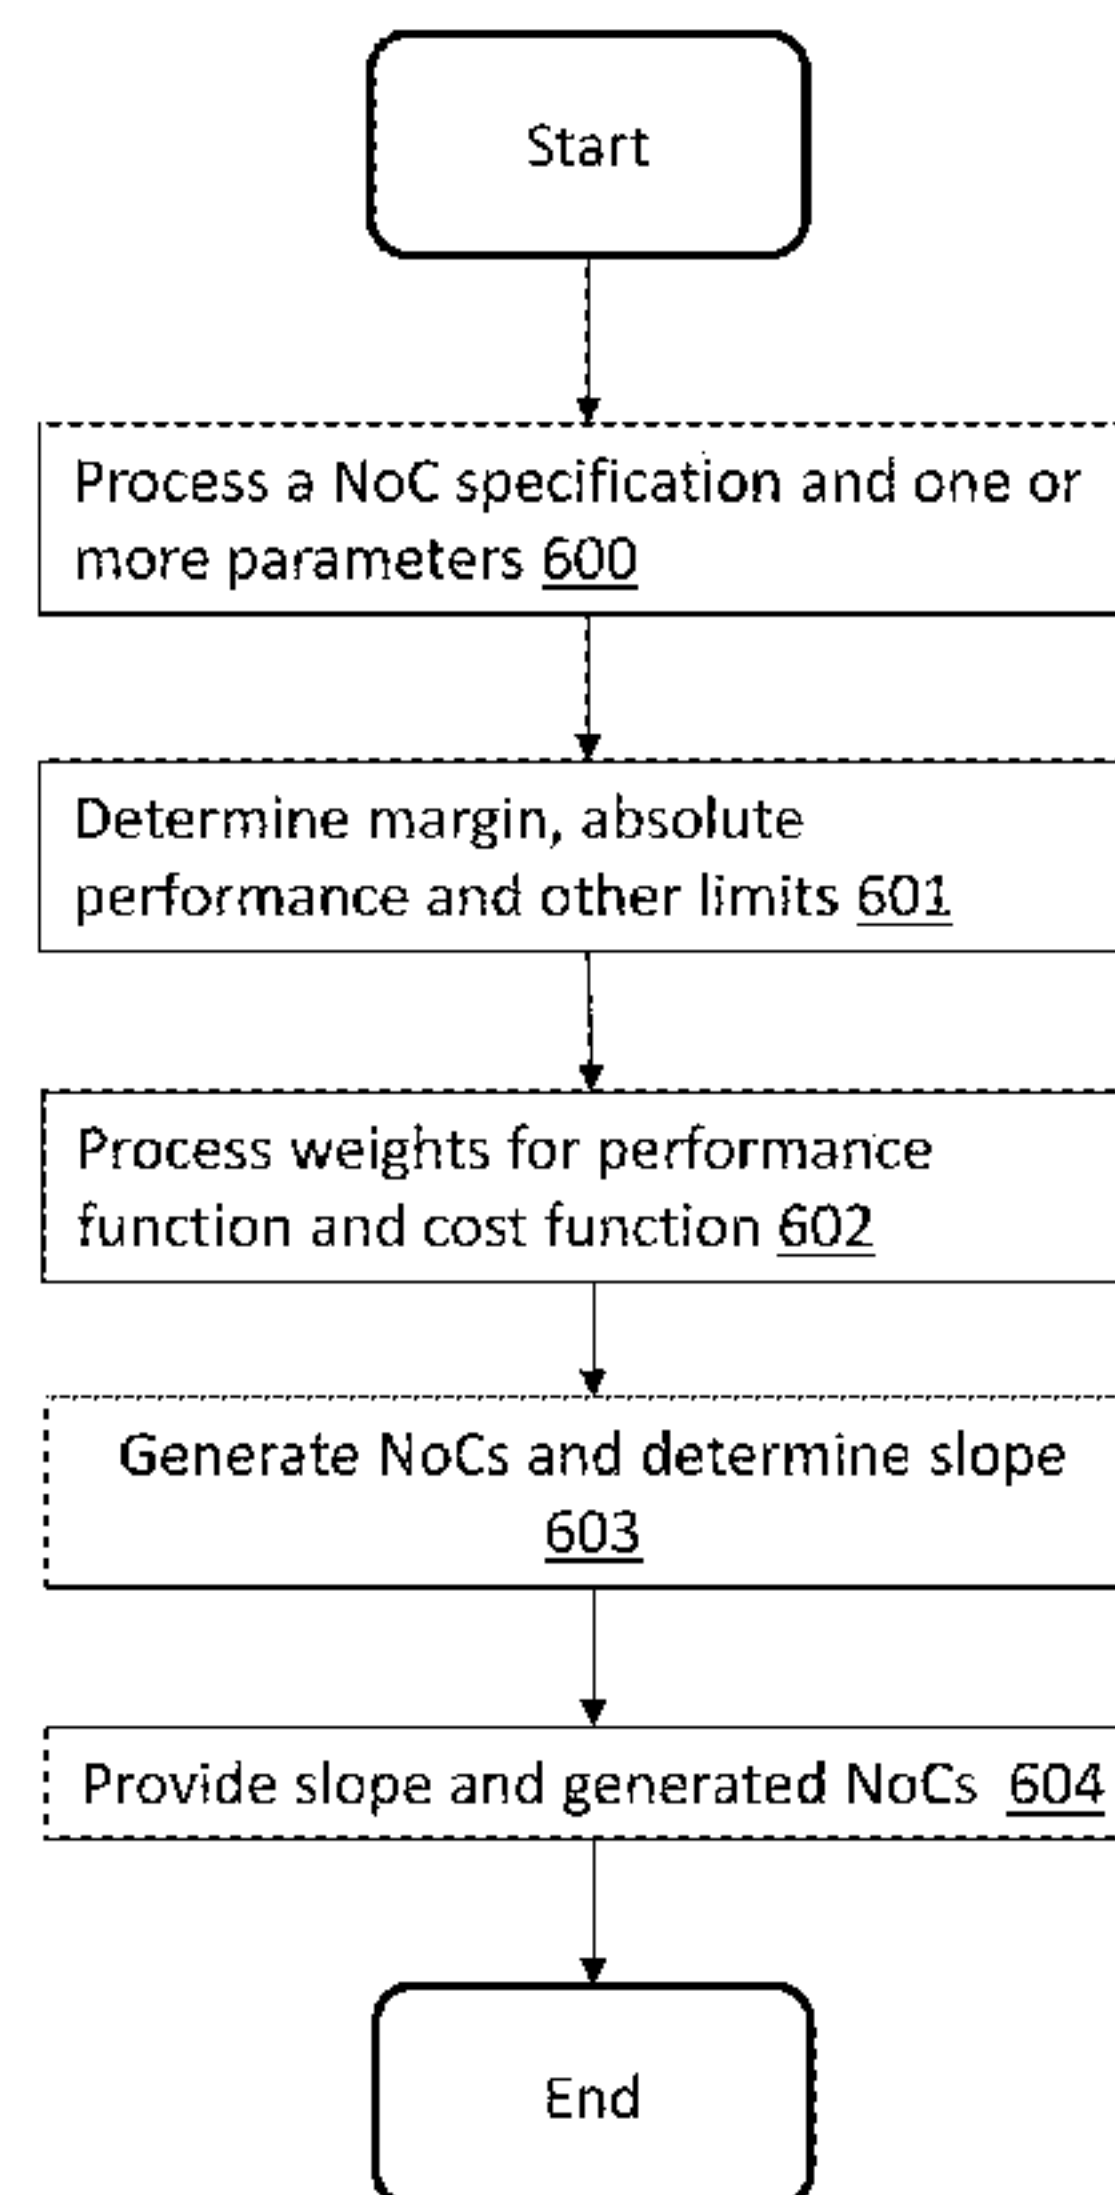 Start
Process a NoC specification and one or
more parameters 600
Determine margin, absolute
performance and other limits 601
Process weights for performance
function and cost function 602
Generate NoCs and determine slope
603
Provide slope and generated NoCs 604
End